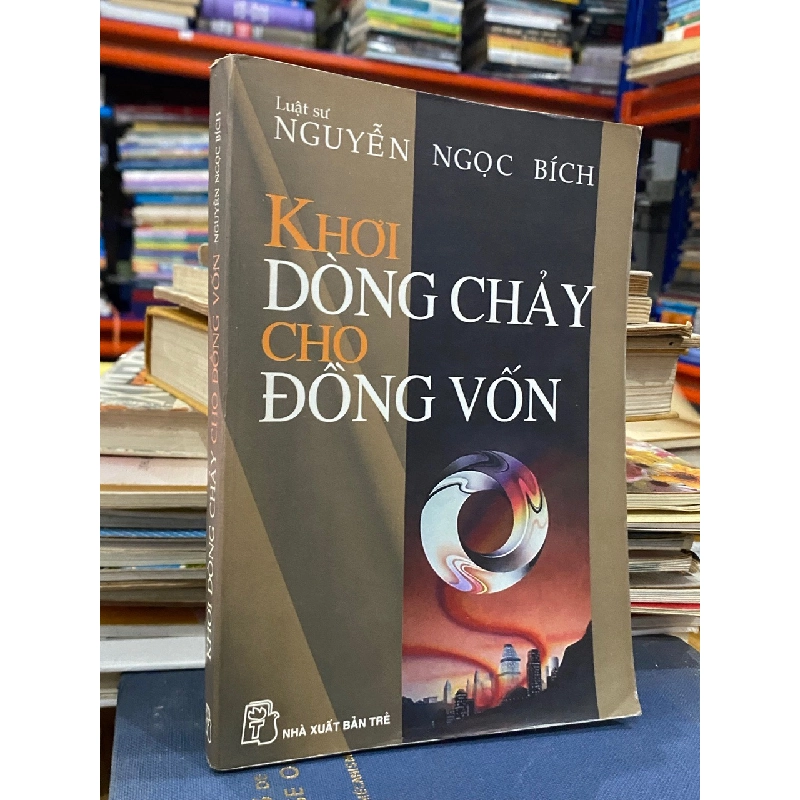 Luật sư
NGUYỄN NGỌC BÍCH
KHƠI
DÒNG CHẢY
CHO
ĐỒNG VỐN
T
NHÀ XUẤT BẢN TRẺ
KHƠI DÒNG CHẢY CHO ĐỒNG VỐN NGUYỄN NGỌC BÍCH